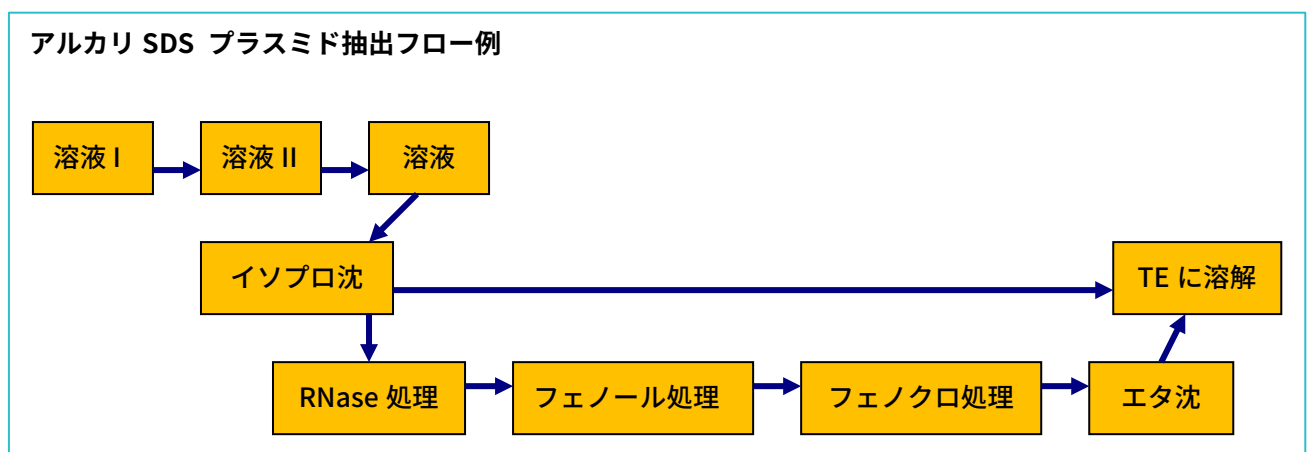 アルカリ SDS プラスミド抽出フロー例
溶液 I
溶液 II
溶液
イソプロ沈
TE に溶解
RNase 処理
フェノール処理
フェノクロ処理
エタ沈